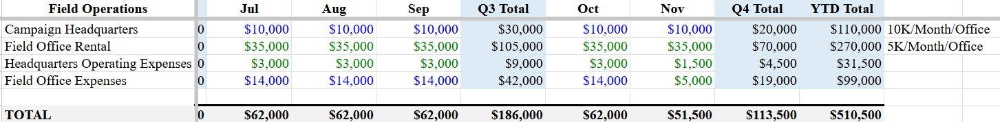 Field Operations Jul Aug Sep Q3 Total Oct Nov Q4 Total YTD Total
Campaign Headquarters 0 $10,000 $10,000 $10,000 $30,000 $10,000 $10,000 $20,000 $110,000 10K/Month/Office
Field Office Rental 0 $35,000 $35,000 $35,000 $105,000 $35,000 $35,000 $70,000 $270,000 5K/Month/Office
Headquarters Operating Expenses 0 $3,000 $3,000 $3,000 $9,000 $3,000 $1,500 $4,500 $31,500
Field Office Expenses 0 $14,000 $14,000 $14,000 $42,000 $14,000 $5,000 $19,000 $99,000
TOTAL 0 $62,000 $62,000 $62,000 $186,000 $62,000 $51,500 $113,500 $510,500